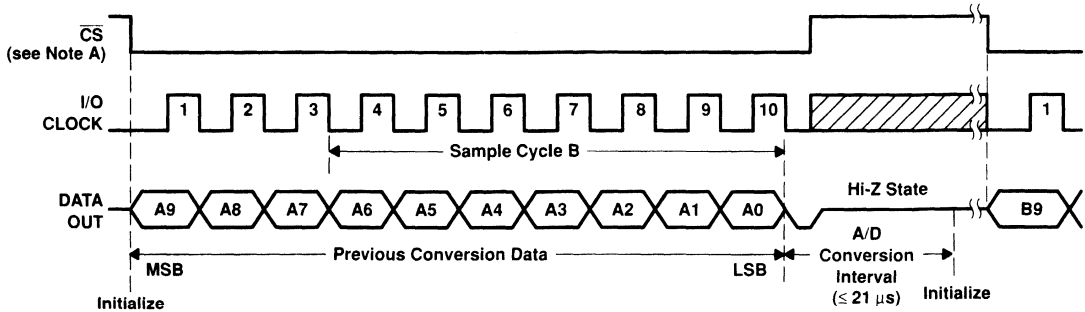 CS
(see Note A)
I/O
CLOCK
1 2 3 4 5 6 7 8 9 10 1
Sample Cycle B
DATA
OUT
A9 A8 A7 A6 A5 A4 A3 A2 A1 A0 B9
Hi-Z State
Previous Conversion Data
MSB LSB
A/D
Conversion
Interval
(≤ 21 μs)
Initialize
Initialize